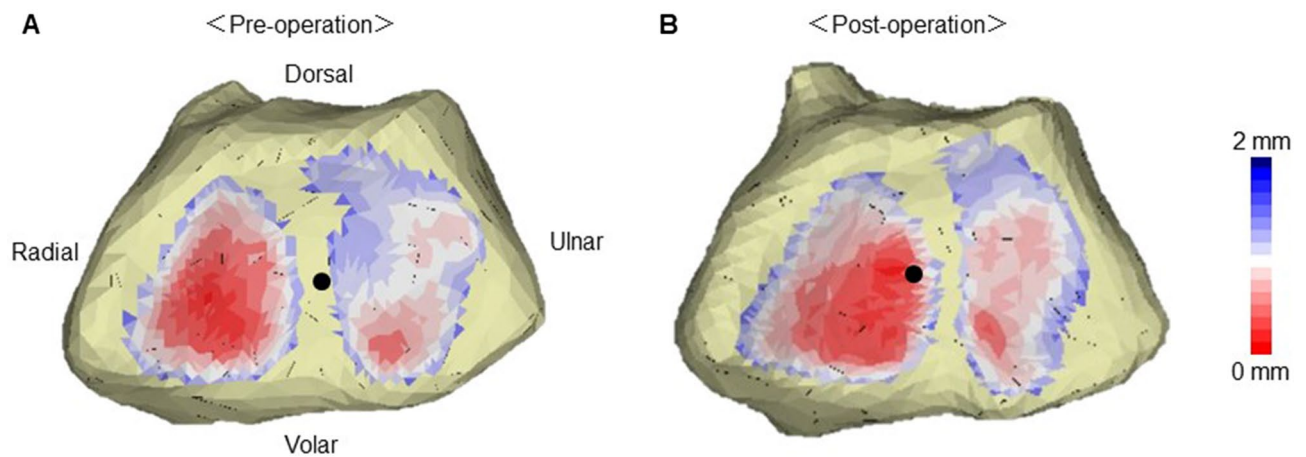 A
<Pre-operation>
B
<Post-operation>
Dorsal
2 mm
Radial
Ulnar
0 mm
Volar